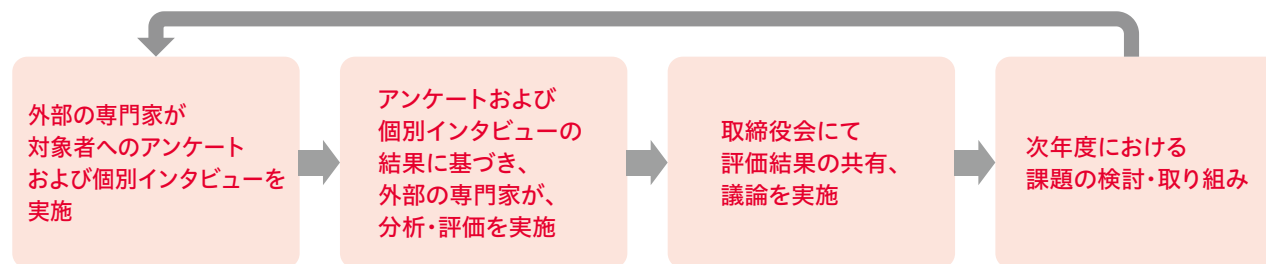 外部の専門家が
対象者へのアンケート
および個別インタビューを
実施
アンケートおよび
個別インタビューの
結果に基づき、
外部の専門家が、
分析・評価を実施
取締役会にて
評価結果の共有、
議論を実施
次年度における
課題の検討・取り組み